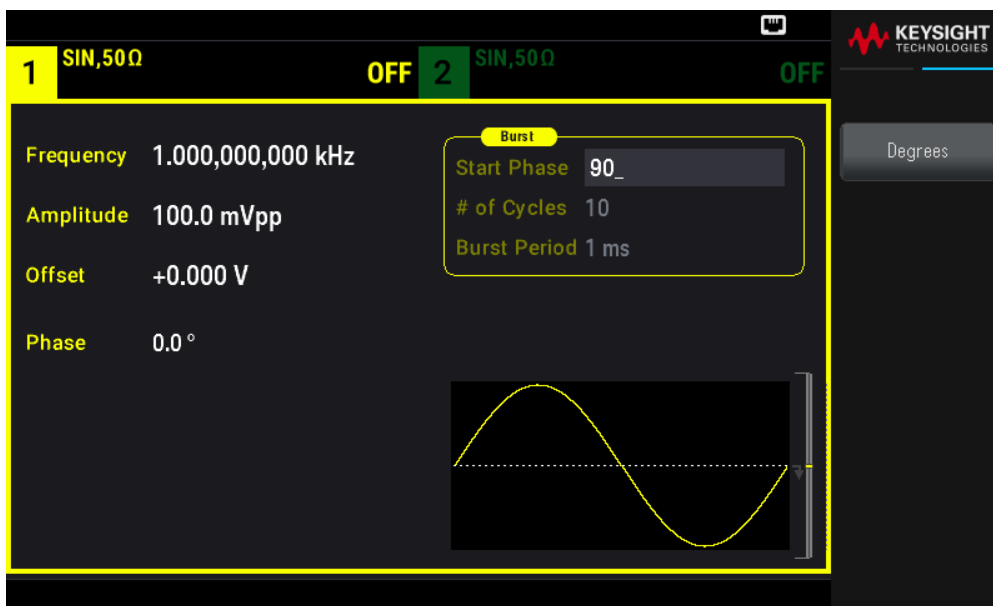 KEYSIGHT
TECHNOLOGIES
1 SIN,50Ω OFF 2 SIN,50Ω OFF
Burst
Frequency 1.000,000,000 kHz
Start Phase 90_
Degrees
Amplitude 100.0 mVpp
# of Cycles 10
Burst Period 1 ms
Offset +0.000 V
Phase 0.0 °